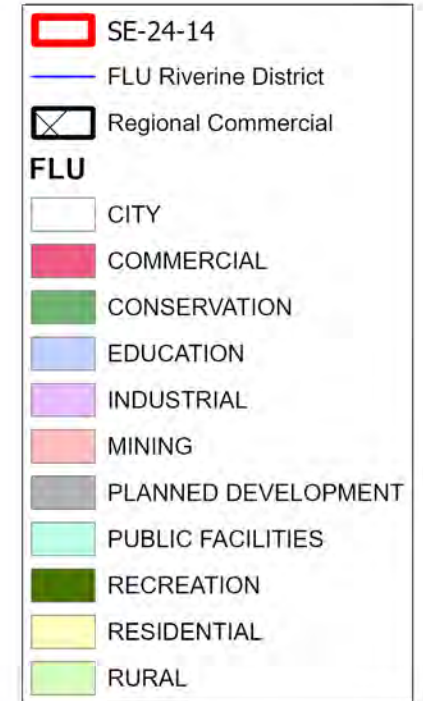 SE-24-14
FLU Riverine District
Regional Commercial
FLU
CITY
COMMERCIAL
CONSERVATION
EDUCATION
INDUSTRIAL
MINING
PLANNED DEVELOPMENT
PUBLIC FACILITIES
RECREATION
RESIDENTIAL
RURAL